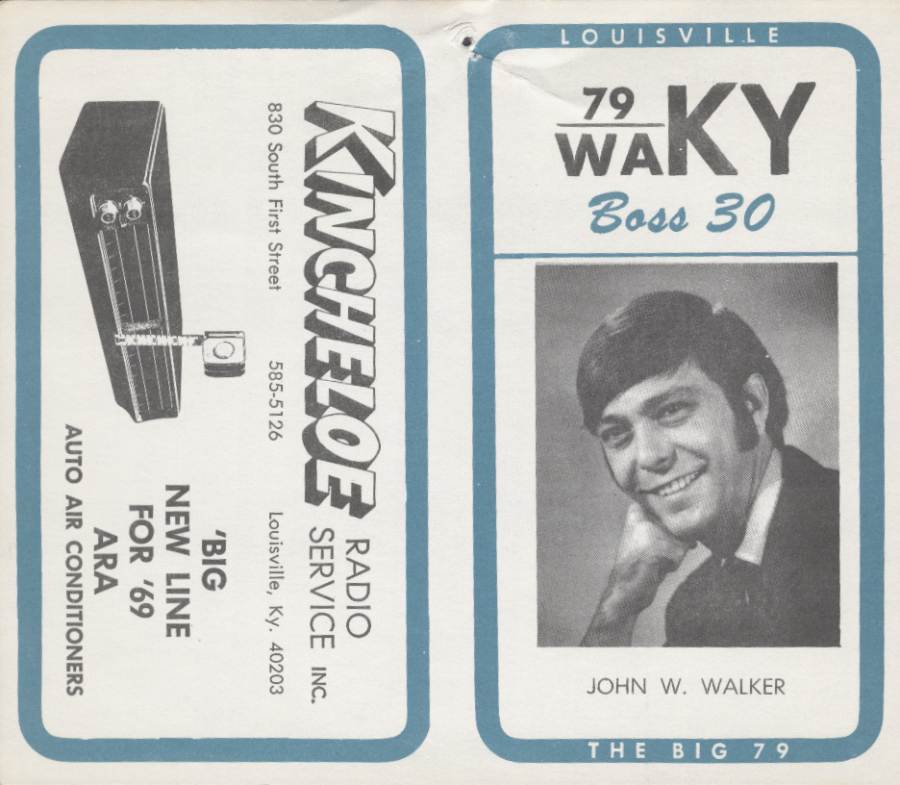 KINCHELOE RADIO
SERVICE INC.
830 South First Street 585-5126 Louisville, Ky. 40203
'BIG
NEW LINE
FOR '69
ARA
AUTO AIR CONDITIONERS
LOUISVILLE
79
WAKY
Boss 30
JOHN W. WALKER
THE BIG 79